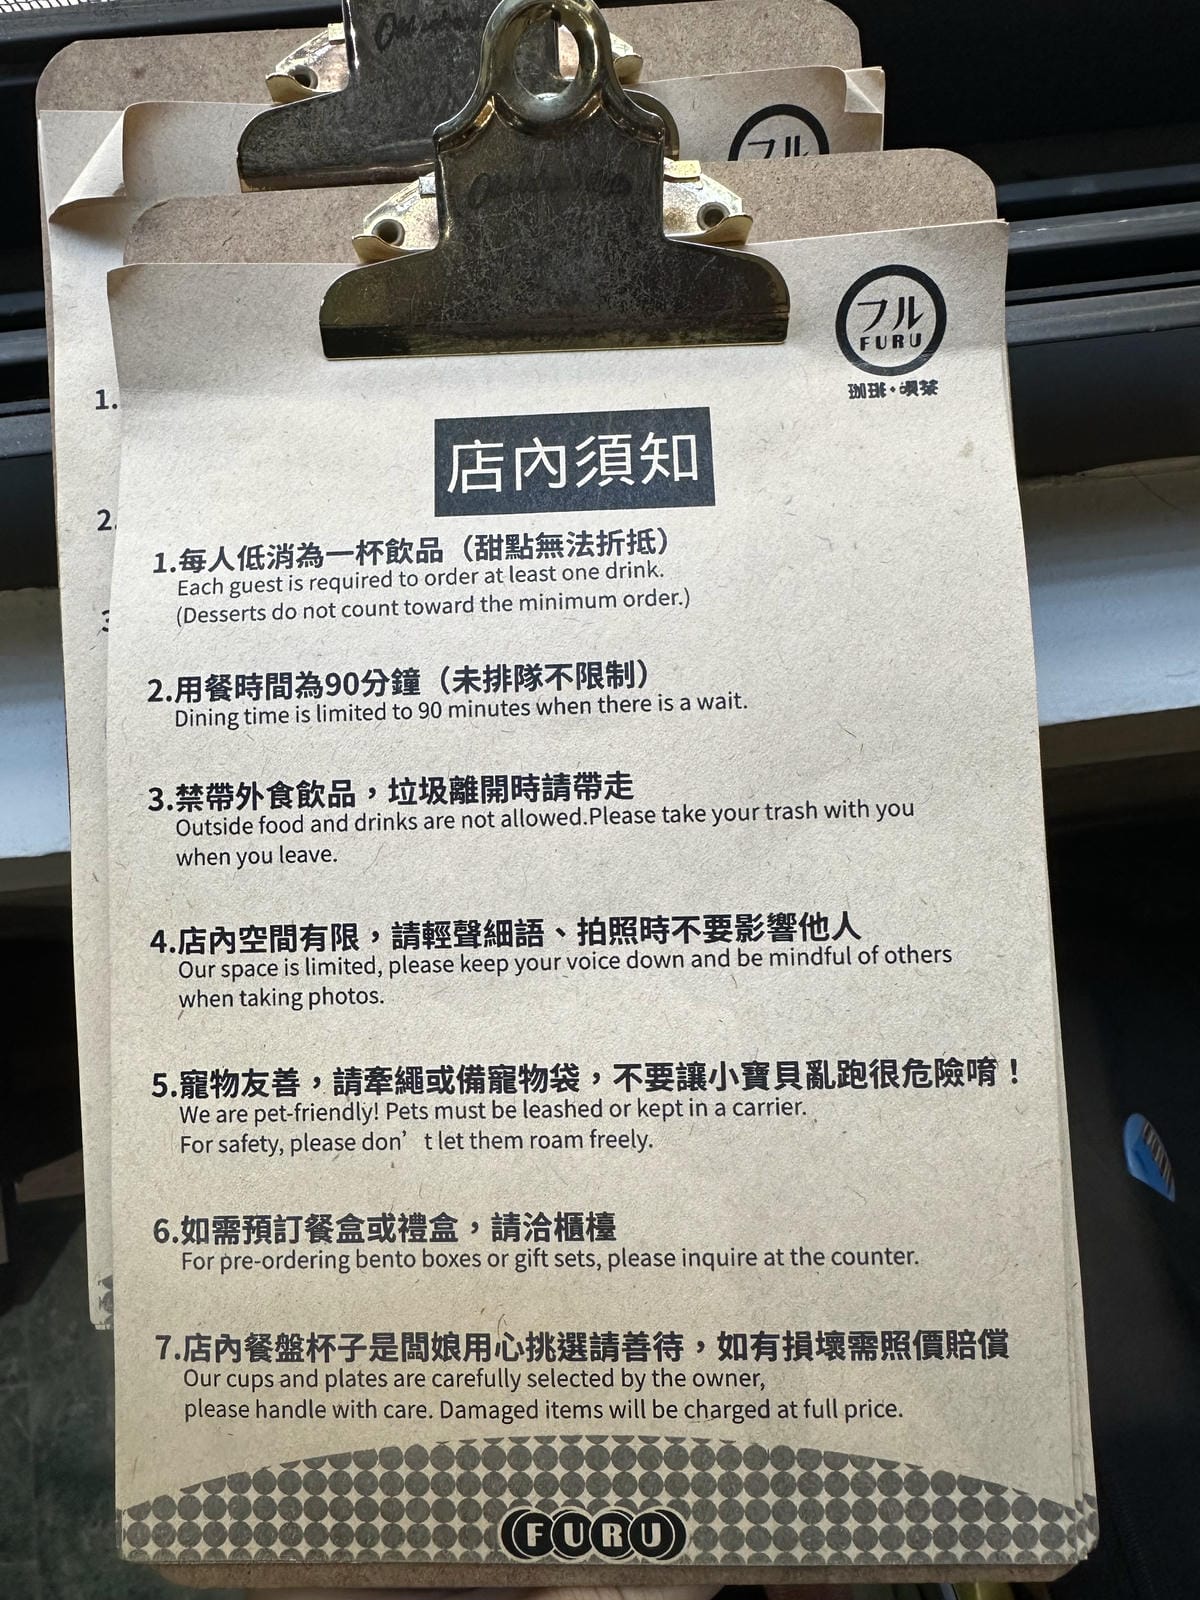 フル
フル
FURU
珈琲・喫茶
店內須知
1.
2.
3
1.每人低消為一杯飲品（甜點無法折抵）
Each guest is required to order at least one drink.
(Desserts do not count toward the minimum order.)
2.用餐時間為90分鐘（未排隊不限制）
Dining time is limited to 90 minutes when there is a wait.
3.禁帶外食飲品，垃圾離開時請帶走
Outside food and drinks are not allowed.Please take your trash with you
when you leave.
4.店內空間有限，請輕聲細語、拍照時不要影響他人
Our space is limited, please keep your voice down and be mindful of others
when taking photos.
5.寵物友善，請牽繩或備寵物袋，不要讓小寶貝亂跑很危險唷！
We are pet-friendly! Pets must be leashed or kept in a carrier.
For safety, please don’t let them roam freely.
6.如需預訂餐盒或禮盒，請洽櫃檯
For pre-ordering bento boxes or gift sets, please inquire at the counter.
7.店內餐盤杯子是闆娘用心挑選請善待，如有損壞需照價賠償
Our cups and plates are carefully selected by the owner,
please handle with care. Damaged items will be charged at full price.
FURU